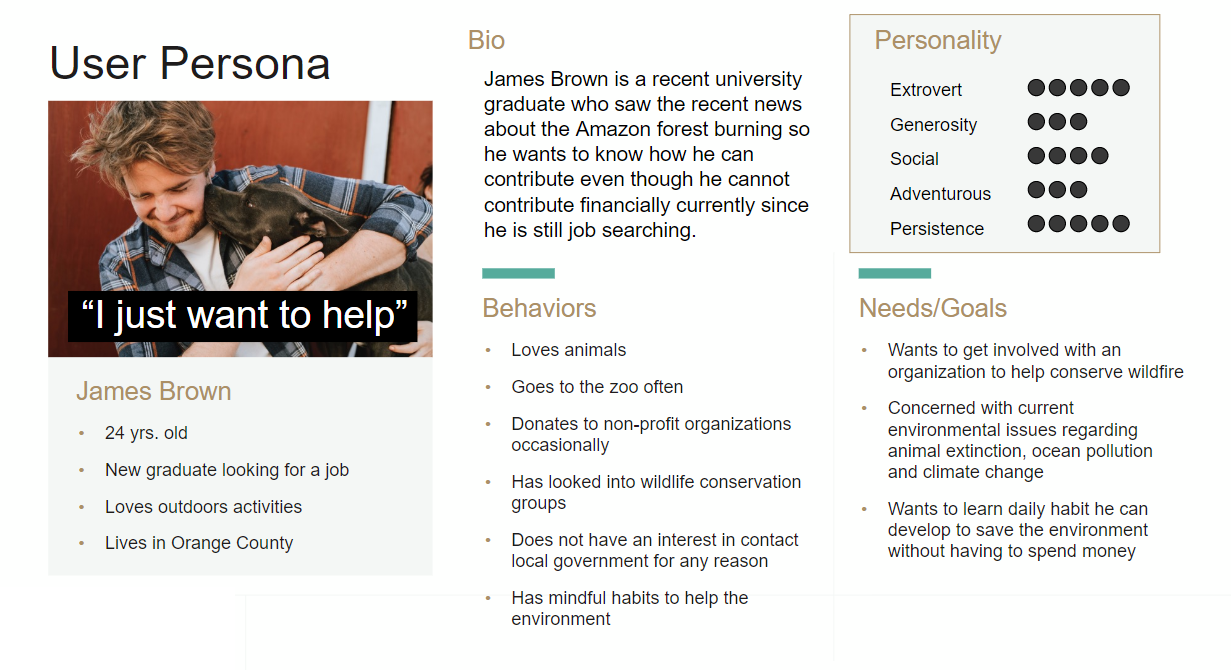 User Persona
“I just want to help”
James Brown
• 24 yrs. old
• New graduate looking for a job
• Loves outdoors activities
• Lives in Orange County
Bio
James Brown is a recent university
graduate who saw the recent news
about the Amazon forest burning so
he wants to know how he can
contribute even though he cannot
contribute financially currently since
he is still job searching.
Behaviors
• Loves animals
• Goes to the zoo often
• Donates to non-profit organizations
occasionally
• Has looked into wildlife conservation
groups
• Does not have an interest in contact
local government for any reason
• Has mindful habits to help the
environment
Personality
Extrovert
Generosity
Social
Adventurous
Persistence
Needs/Goals
• Wants to get involved with an
organization to help conserve wildfire
• Concerned with current
environmental issues regarding
animal extinction, ocean pollution
and climate change
• Wants to learn daily habit he can
develop to save the environment
without having to spend money